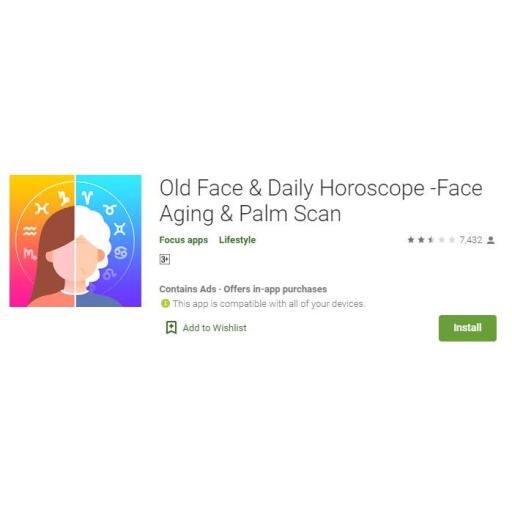 Old Face & Daily Horoscope -Face
Aging & Palm Scan
Focus apps Lifestyle 7,432
3+
Contains Ads · Offers in-app purchases
This app is compatible with all of your devices.
Add to Wishlist Install